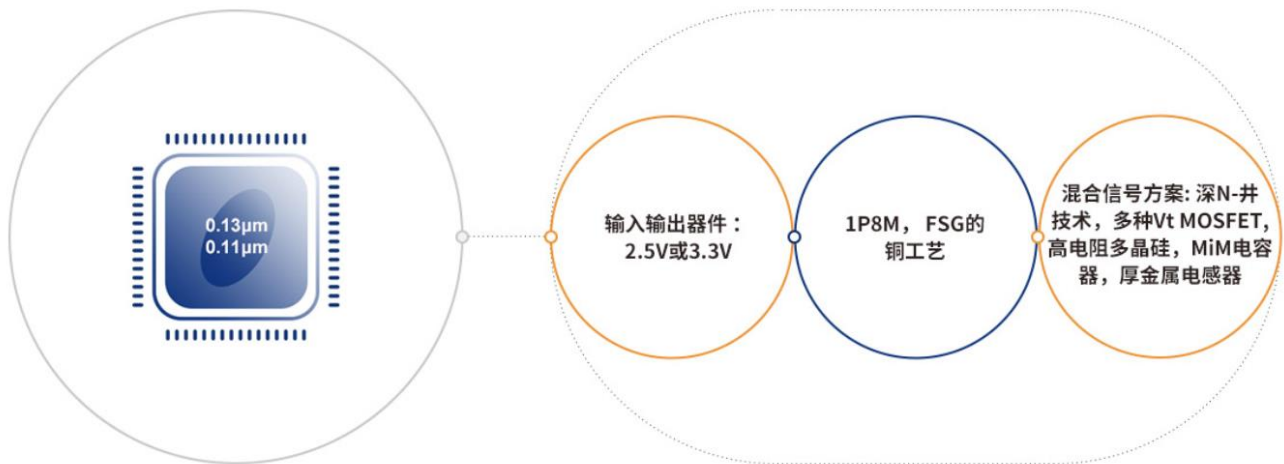 0.13μm
0.11μm
输入输出器件：
2.5V或3.3V
1P8M， FSG的
铜工艺
混合信号方案: 深N-井
技术，多种Vt MOSFET,
高电阻多晶硅，MiM电容
器，厚金属电感器